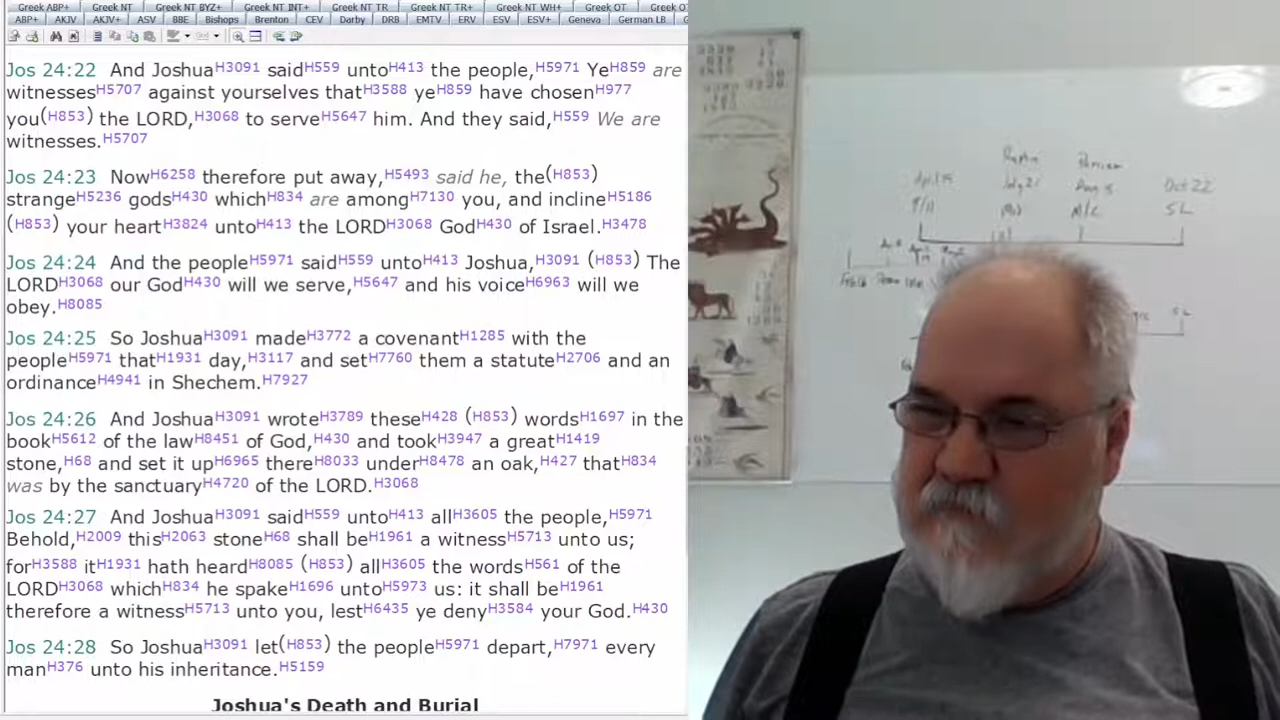 Greek ABP+ Greek NT Greek NT BYZ+ Greek NT INT+ Greek NT TR Greek NT TR+ Greek NT WH+ Greek OT Greek O
ABP+ AKJV AKJV+ ASV BBE Bishops Brenton CEV Darby DRB EMTV ERV ESV ESV+ Geneva German LB
Jos 24:22 And JoshuaH3091 saidH559 untoH413 the people,H5971 YeH859 are
witnessesH5707 against yourselves thatH3588 yeH859 have chosenH977
you(H853) the LORD,H3068 to serveH5647 him. And they said,H559 We are
witnesses.H5707
Jos 24:23 NowH6258 therefore put away,H5493 said he, the(H853)
strangeH5236 godsH430 whichH834 are amongH7130 you, and inclineH5186
(H853) your heartH3824 untoH413 the LORDH3068 GodH430 of Israel.H3478
Jos 24:24 And the peopleH5971 saidH559 untoH413 Joshua,H3091 (H853) The
LORDH3068 our GodH430 will we serve,H5647 and his voiceH6963 will we
obey.H8085
Jos 24:25 So JoshuaH3091 madeH3772 a covenantH1285 with the
peopleH5971 thatH1931 day,H3117 and setH7760 them a statuteH2706 and an
ordinanceH4941 in Shechem.H7927
Jos 24:26 And JoshuaH3091 wroteH3789 theseH428 (H853) wordsH1697 in the
bookH5612 of the lawH8451 of God,H430 and tookH3947 a greatH1419
stone,H68 and set it upH6965 thereH8033 underH8478 an oak,H427 thatH834
was by the sanctuaryH4720 of the LORD.H3068
Jos 24:27 And JoshuaH3091 saidH559 untoH413 allH3605 the people,H5971
Behold,H2009 thisH2063 stoneH68 shall beH1961 a witnessH5713 unto us;
forH3588 itH1931 hath heardH8085 (H853) allH3605 the wordsH561 of the
LORDH3068 whichH834 he spakeH1696 untoH5973 us: it shall beH1961
therefore a witnessH5713 unto you, lestH6435 ye denyH3584 your God.H430
Jos 24:28 So JoshuaH3091 let(H853) the peopleH5971 depart,H7971 every
manH376 unto his inheritance.H5159
Joshua's Death and Burial
July 21 Aug 5 Oct 22
9/11 SL
SL